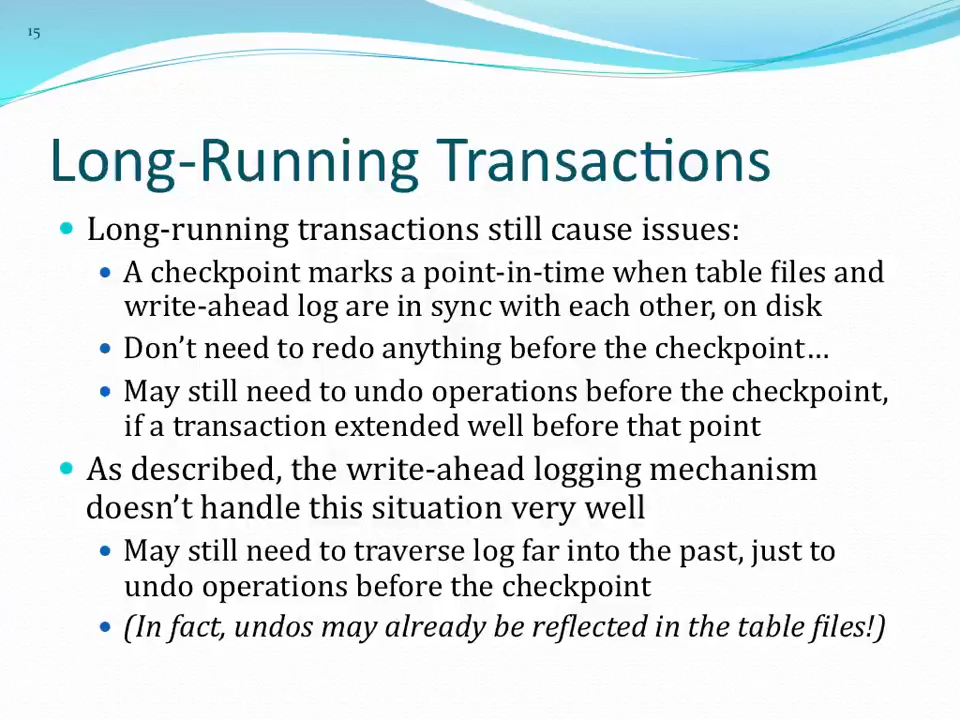 15
Long-Running Transactions
• Long-running transactions still cause issues:
• A checkpoint marks a point-in-time when table files and
write-ahead log are in sync with each other, on disk
• Don’t need to redo anything before the checkpoint…
• May still need to undo operations before the checkpoint,
if a transaction extended well before that point
• As described, the write-ahead logging mechanism
doesn’t handle this situation very well
• May still need to traverse log far into the past, just to
undo operations before the checkpoint
• (In fact, undos may already be reflected in the table files!)